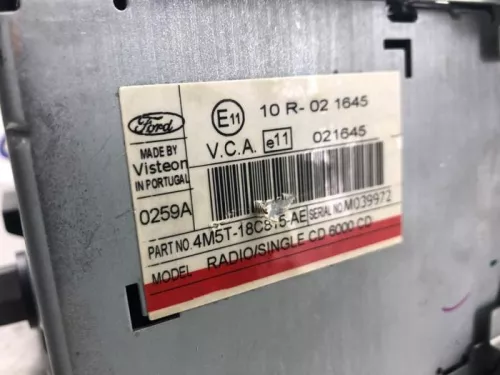 Ford
E11 10 R-02 1645
V.C.A. e11 021645
MADE BY
Visteon
IN PORTUGAL
0259A
PART NO. 4M5T-18C815-AE SERIAL NO. M039972
MODEL RADIO/SINGLE CD 6000 CD